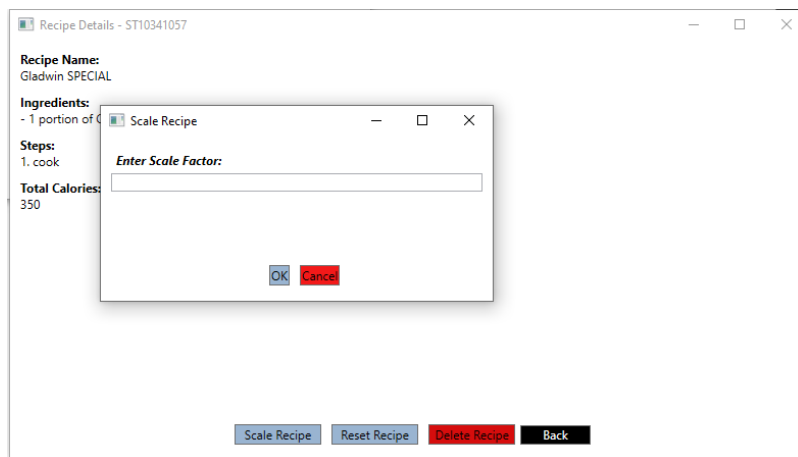 Recipe Details - ST10341057
Recipe Name:
Gladwin SPECIAL
Ingredients:
- 1 portion of
Steps:
1. cook
Total Calories:
350
Scale Recipe
Enter Scale Factor:
OK Cancel
Scale Recipe Reset Recipe Delete Recipe Back